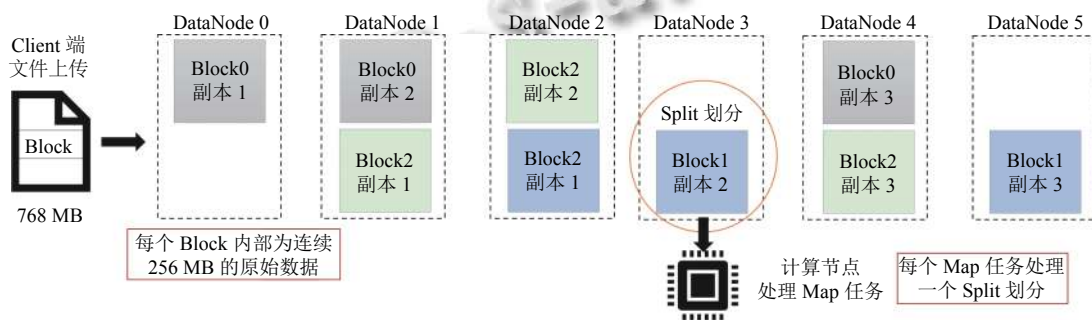 DataNode 0
DataNode 1
DataNode 2
DataNode 3
DataNode 4
DataNode 5
Client 端
文件上传
Block
768 MB
Block0
副本 1
Block0
副本 2
Block2
副本 1
Block2
副本 2
Block2
副本 1
Split 划分
Block1
副本 2
Block0
副本 3
Block2
副本 3
Block1
副本 3
每个 Block 内部为连续
256 MB 的原始数据
计算节点
处理 Map 任务
每个 Map 任务处理
一个 Split 划分